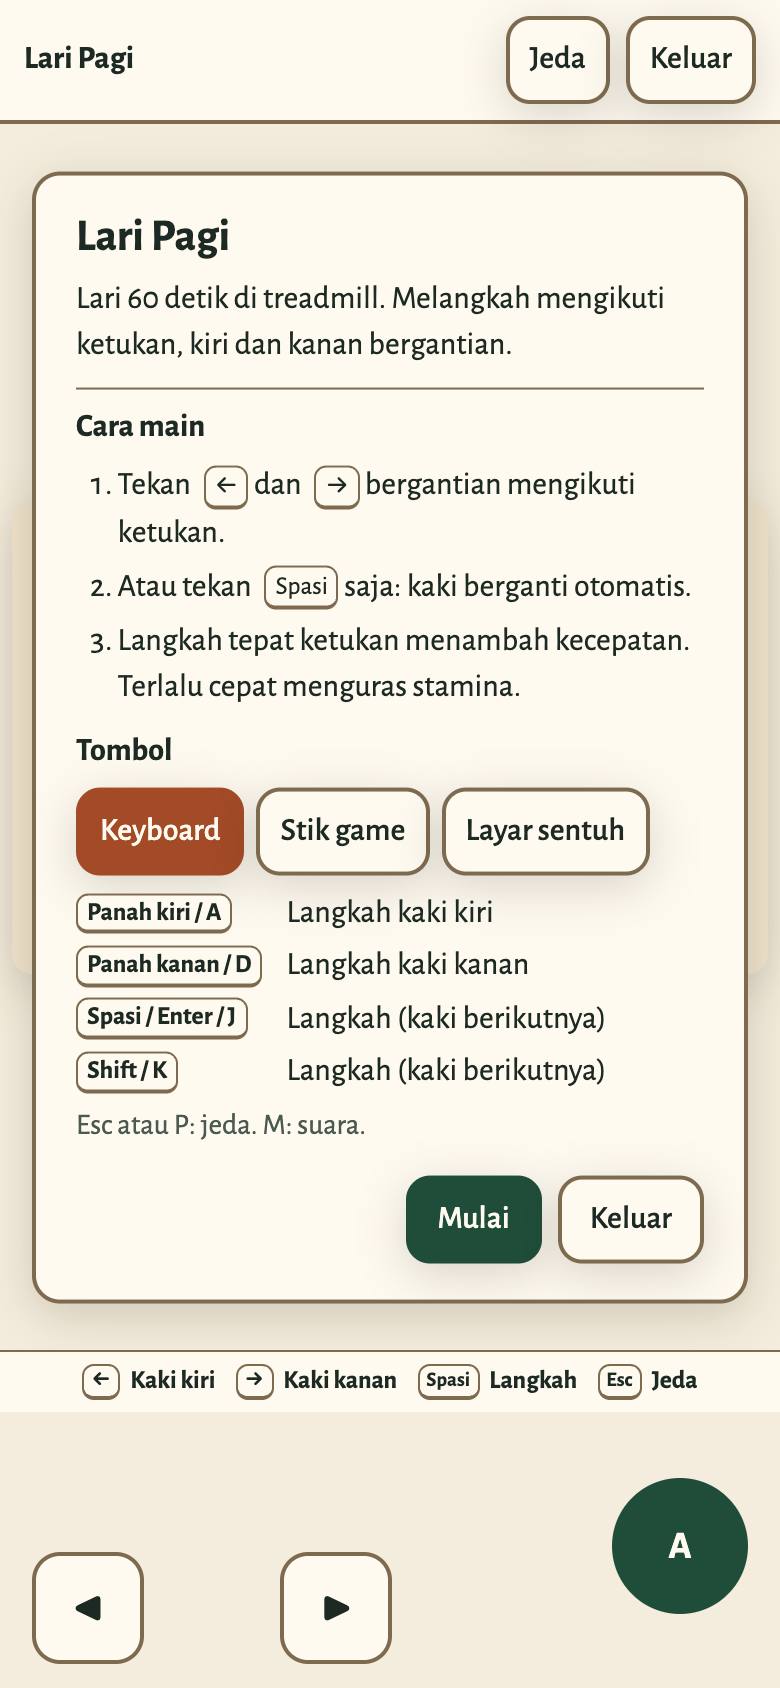 Lari Pagi
Jeda
Keluar
Lari Pagi
Lari 60 detik di treadmill. Melangkah mengikuti
ketukan, kiri dan kanan bergantian.
Cara main
1. Tekan ← dan → bergantian mengikuti
ketukan.
2. Atau tekan Spasi saja: kaki berganti otomatis.
3. Langkah tepat ketukan menambah kecepatan.
Terlalu cepat menguras stamina.
Tombol
Keyboard
Stik game
Layar sentuh
Panah kiri / A Langkah kaki kiri
Panah kanan / D Langkah kaki kanan
Spasi / Enter / J Langkah (kaki berikutnya)
Shift / K Langkah (kaki berikutnya)
Esc atau P: jeda. M: suara.
Mulai
Keluar
← Kaki kiri → Kaki kanan Spasi Langkah Esc Jeda
A
◀ ▶